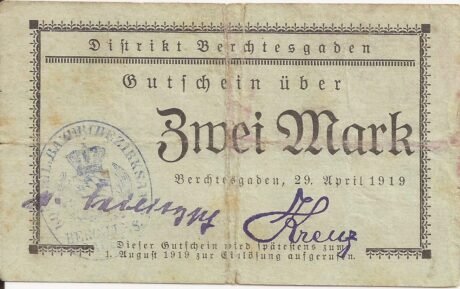 Distrikt Berchtesgaden
Gutschein über
Zwei Mark
Berchtesgaden, 29. April 1919
Kreuz
Dieser Gutschein wird spätestens zum
1. August 1919 zur Einlösung aufgerufen.